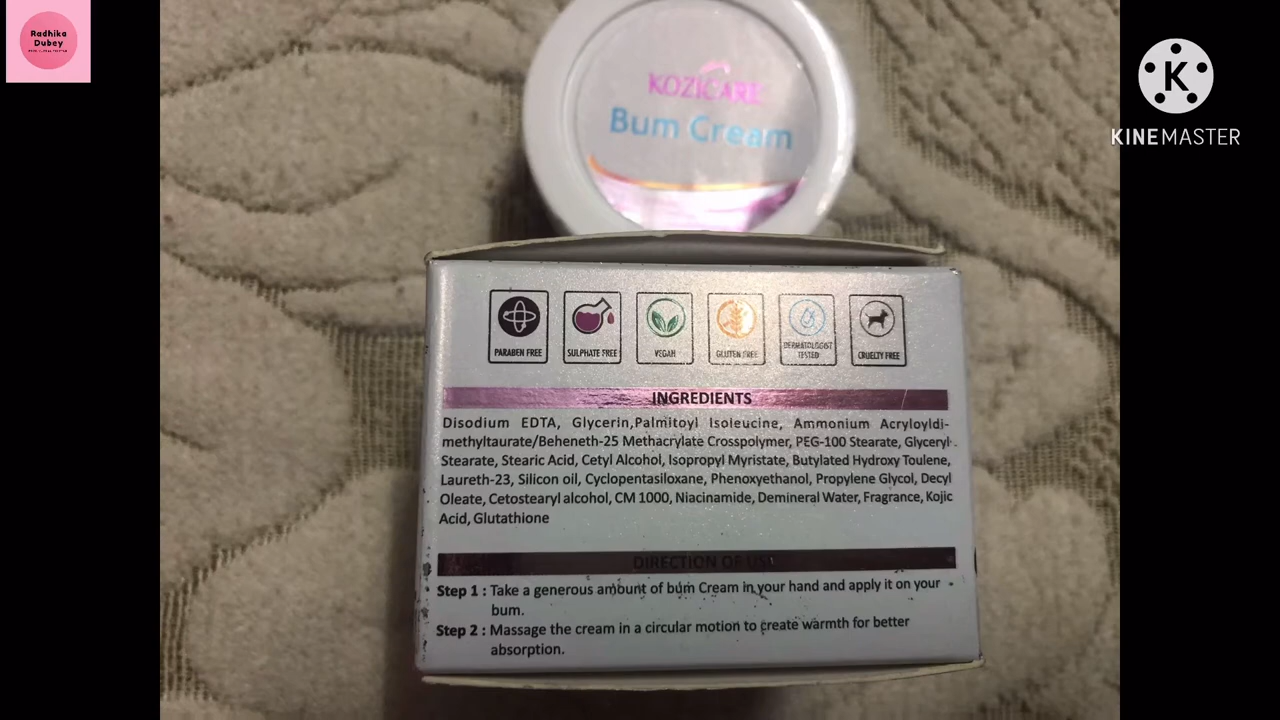 Radhika
Dubey
KINEMASTER
KOZICARE
Bum Cream
PARABEN FREE
SULPHATE FREE
VEGAN
GLUTEN FREE
DERMATOLOGIST
TESTED
CRUELTY FREE
INGREDIENTS
Disodium EDTA, Glycerin,Palmitoyl Isoleucine, Ammonium Acryloyldi-
methyltaurate/Beheneth-25 Methacrylate Crosspolymer, PEG-100 Stearate, Glyceryl
Stearate, Stearic Acid, Cetyl Alcohol, Isopropyl Myristate, Butylated Hydroxy Toulene,
Laureth-23, Silicon oil, Cyclopentasiloxane, Phenoxyethanol, Propylene Glycol, Decyl
Oleate, Cetostearyl alcohol, CM 1000, Niacinamide, Demineral Water, Fragrance, Kojic
Acid, Glutathione
DIRECTION OF USE
Step 1 : Take a generous amount of bum Cream in your hand and apply it on your
bum.
Step 2 : Massage the cream in a circular motion to create warmth for better
absorption.